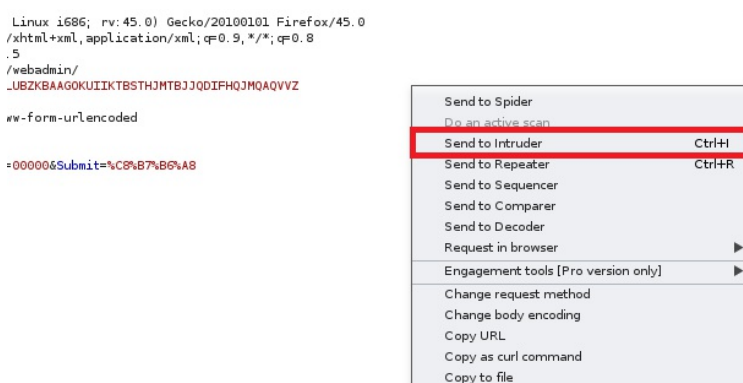 Linux i686; rv:45.0) Gecko/20100101 Firefox/45.0
/xhtml+xml,application/xml;q=0.9,*/*;q=0.8
.5
/webadmin/
_UBZKBAAGOKUIIKTBSTHJMTBJJQDIFHQJMQAQVVZ
ww-form-urlencoded
=00000&Submit=%C8%B7%B6%A8
Send to Spider
Do an active scan
Send to Intruder Ctrl+I
Send to Repeater Ctrl+R
Send to Sequencer
Send to Comparer
Send to Decoder
Request in browser
Engagement tools [Pro version only]
Change request method
Change body encoding
Copy URL
Copy as curl command
Copy to file